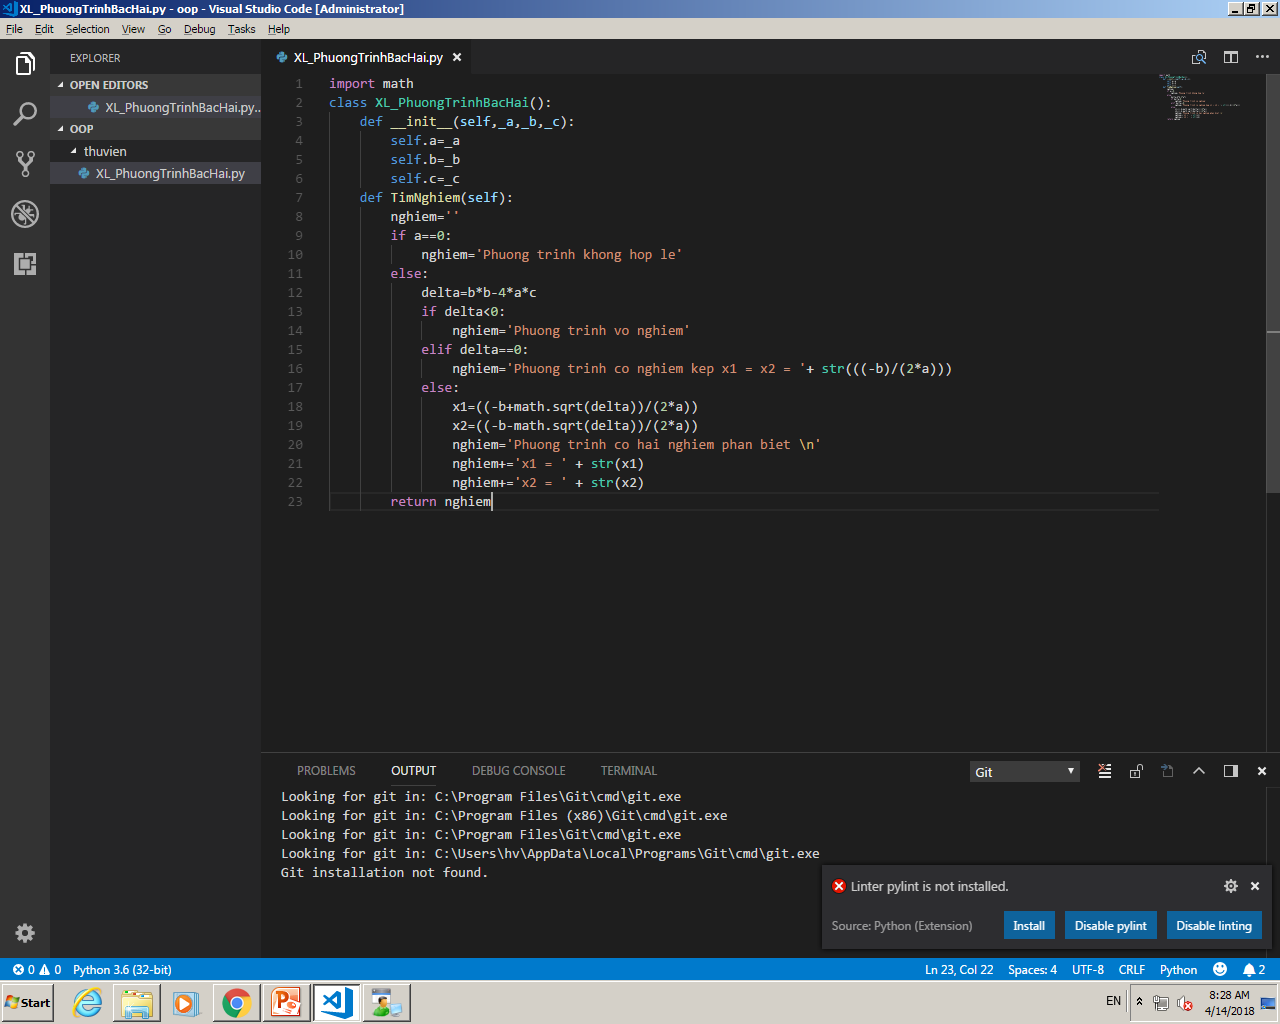 XL_PhuongTrinhBacHai.py - oop - Visual Studio Code [Administrator]
File Edit Selection View Go Debug Tasks Help
EXPLORER
OPEN EDITORS
XL_PhuongTrinhBacHai.py...
OOP
thuvien
XL_PhuongTrinhBacHai.py
XL_PhuongTrinhBacHai.py
1 import math
2 class XL_PhuongTrinhBacHai():
3 def __init__(self,_a,_b,_c):
4 self.a=_a
5 self.b=_b
6 self.c=_c
7 def TimNghiem(self):
8 nghiem=''
9 if a==0:
10 nghiem='Phuong trinh khong hop le'
11 else:
12 delta=b*b-4*a*c
13 if delta<0:
14 nghiem='Phuong trinh vo nghiem'
15 elif delta==0:
16 nghiem='Phuong trinh co nghiem kep x1 = x2 = '+ str(((-b)/(2*a)))
17 else:
18 x1=((-b+math.sqrt(delta))/(2*a))
19 x2=((-b-math.sqrt(delta))/(2*a))
20 nghiem='Phuong trinh co hai nghiem phan biet \n'
21 nghiem+='x1 = ' + str(x1)
22 nghiem+='x2 = ' + str(x2)
23 return nghiem
PROBLEMS OUTPUT DEBUG CONSOLE TERMINAL
Git
Looking for git in: C:\Program Files\Git\cmd\git.exe
Looking for git in: C:\Program Files (x86)\Git\cmd\git.exe
Looking for git in: C:\Program Files\Git\cmd\git.exe
Looking for git in: C:\Users\hv\AppData\Local\Programs\Git\cmd\git.exe
Git installation not found.
Linter pylint is not installed.
Source: Python (Extension) Install Disable pylint Disable linting
0 0 Python 3.6 (32-bit) Ln 23, Col 22 Spaces: 4 UTF-8 CRLF Python 2
Start EN 8:28 AM
4/14/2018